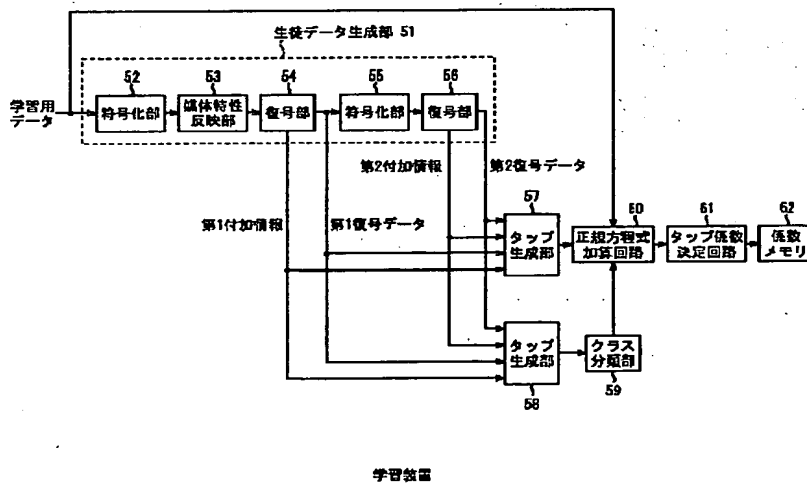 生徒データ生成部 51
学習用
データ
52
符号化部
53
媒体特性
反映部
54
復号部
55
符号化部
56
復号部
第2付加情報
第2復号データ
第1付加情報
第1復号データ
57
タップ
生成部
60
正規方程式
加算回路
61
タップ係数
決定回路
62
係数
メモリ
タップ
生成部
58
クラス
分類部
59
学習装置